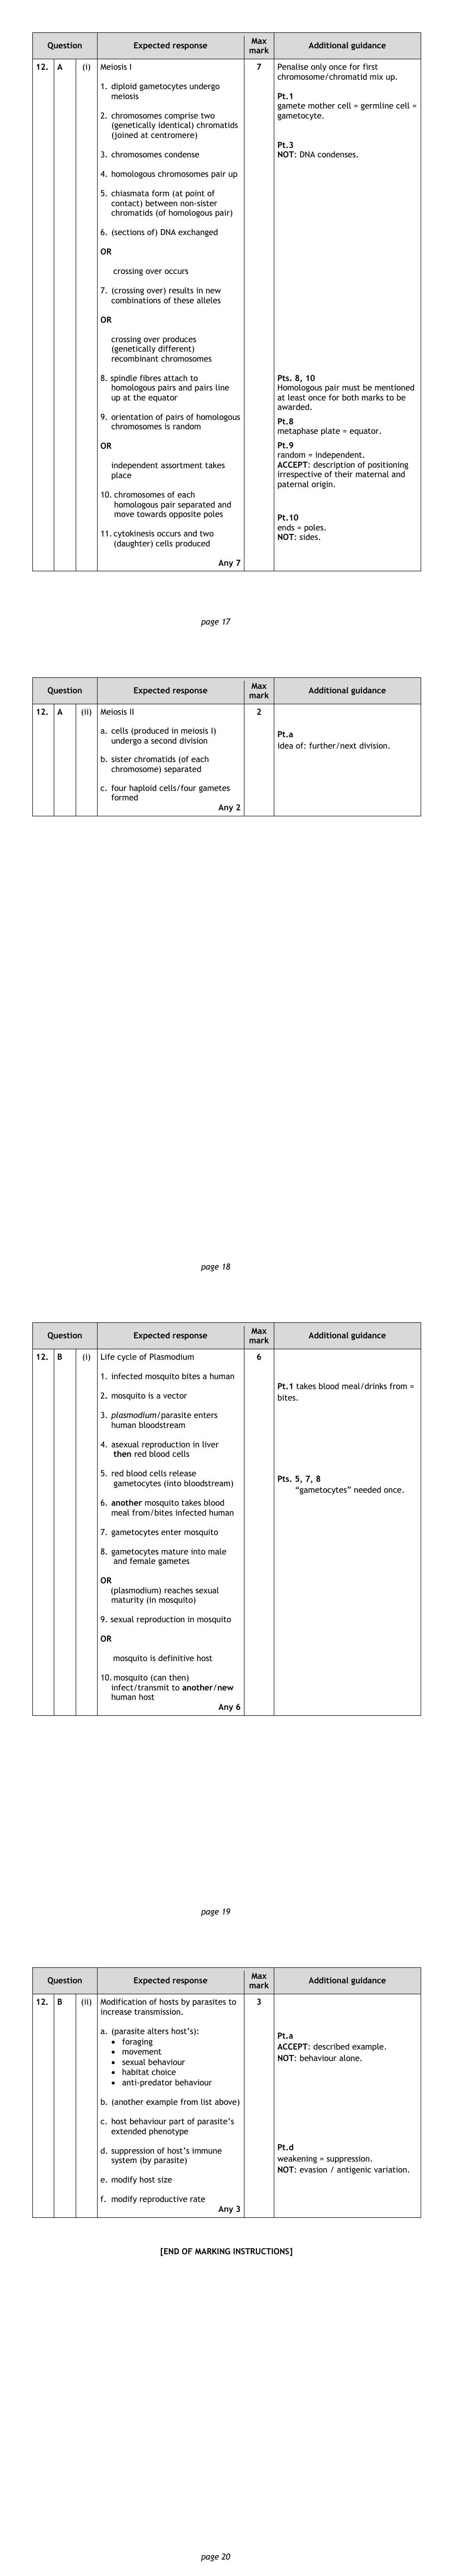 Question Expected response Max mark Additional guidance
12. A (i) Meiosis I 7 Penalise only once for first
chromosome/chromatid mix up.
1. diploid gametocytes undergo
meiosis
Pt.1
gamete mother cell = germline cell =
gametocyte.
2. chromosomes comprise two
(genetically identical) chromatids
(joined at centromere)
Pt.3
NOT: DNA condenses.
3. chromosomes condense
4. homologous chromosomes pair up
5. chiasmata form (at point of
contact) between non-sister
chromatids (of homologous pair)
6. (sections of) DNA exchanged
OR
crossing over occurs
7. (crossing over) results in new
combinations of these alleles
OR
crossing over produces
(genetically different)
recombinant chromosomes
8. spindle fibres attach to
homologous pairs and pairs line
up at the equator
Pts. 8, 10
Homologous pair must be mentioned
at least once for both marks to be
awarded.
Pt.8
metaphase plate = equator.
9. orientation of pairs of homologous
chromosomes is random
OR
independent assortment takes
place
Pt.9
random = independent.
ACCEPT: description of positioning
irrespective of their maternal and
paternal origin.
10. chromosomes of each
homologous pair separated and
move towards opposite poles
Pt.10
ends = poles.
NOT: sides.
11. cytokinesis occurs and two
(daughter) cells produced
Any 7
page 17
Question Expected response Max mark Additional guidance
12. A (ii) Meiosis II 2
a. cells (produced in meiosis I)
undergo a second division
Pt.a
idea of: further/next division.
b. sister chromatids (of each
chromosome) separated
c. four haploid cells/four gametes
formed
Any 2
page 18
Question Expected response Max mark Additional guidance
12. B (i) Life cycle of Plasmodium 6
1. infected mosquito bites a human
Pt.1 takes blood meal/drinks from =
bites.
2. mosquito is a vector
3. plasmodium/parasite enters
human bloodstream
4. asexual reproduction in liver
then red blood cells
5. red blood cells release
gametocytes (into bloodstream)
Pts. 5, 7, 8
“gametocytes” needed once.
6. another mosquito takes blood
meal from/bites infected human
7. gametocytes enter mosquito
8. gametocytes mature into male
and female gametes
OR
(plasmodium) reaches sexual
maturity (in mosquito)
9. sexual reproduction in mosquito
OR
mosquito is definitive host
10. mosquito (can then)
infect/transmit to another/new
human host
Any 6
page 19
Question Expected response Max mark Additional guidance
12. B (ii) Modification of hosts by parasites to 3
increase transmission.
a. (parasite alters host’s):
• foraging
• movement
• sexual behaviour
• habitat choice
• anti-predator behaviour
Pt.a
ACCEPT: described example.
NOT: behaviour alone.
b. (another example from list above)
c. host behaviour part of parasite’s
extended phenotype
d. suppression of host’s immune
system (by parasite)
Pt.d
weakening = suppression.
NOT: evasion / antigenic variation.
e. modify host size
f. modify reproductive rate
Any 3
[END OF MARKING INSTRUCTIONS]
page 20